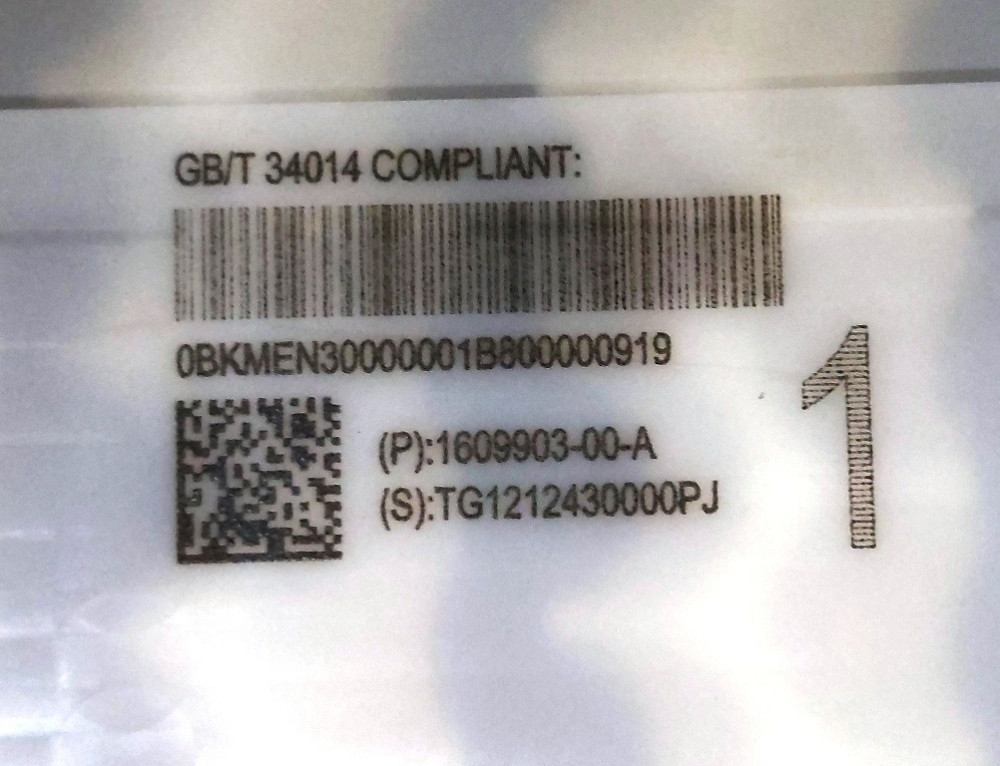 GB/T 34014 COMPLIANT:
0BKMEN30000001B800000919
(P):1609903-00-A
(S):TG1212430000PJ
1